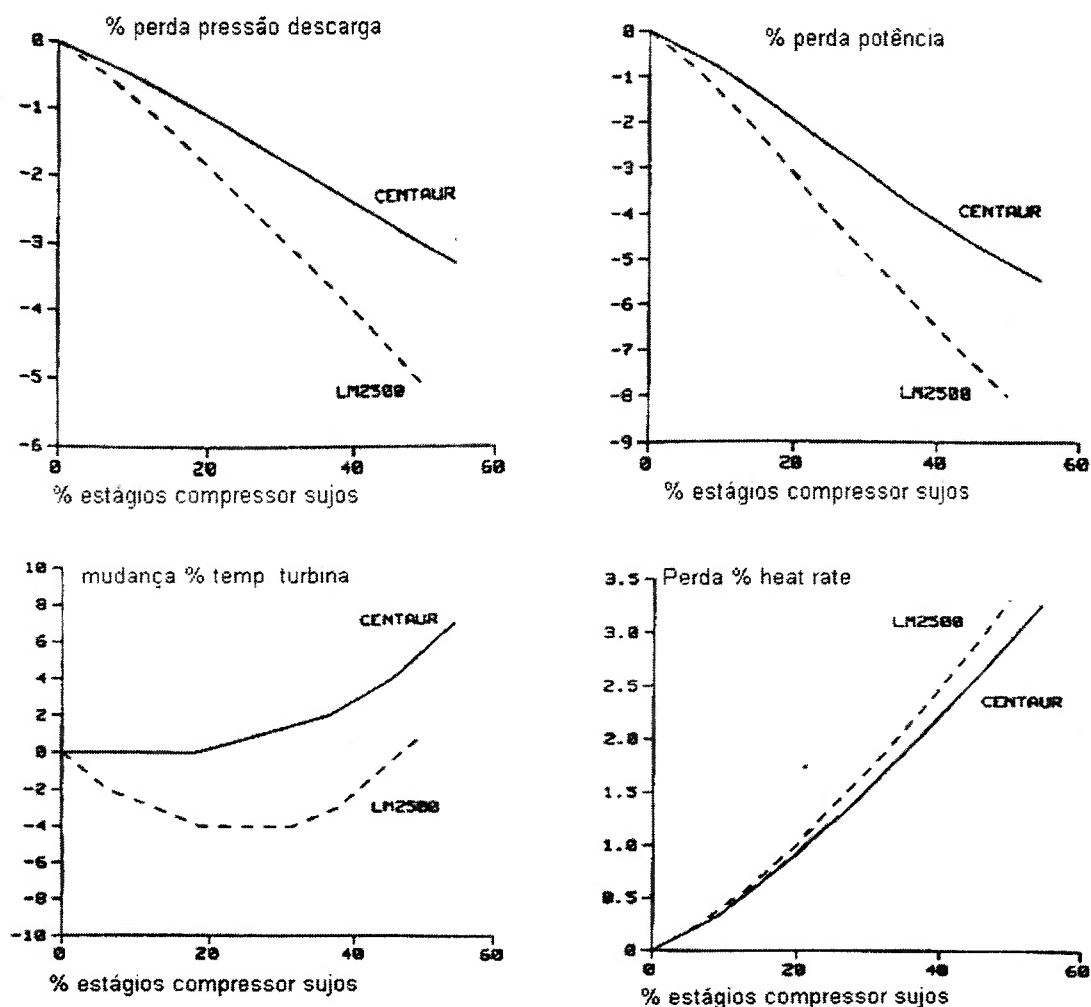 % perda pressão descarga
0
-1
-2
-3
-4
-5
-6
CENTAUR
LM2500
0 20 40 60
% estágios compressor sujos
% perda potência
0
-1
-2
-3
-4
-5
-6
-7
-8
-9
CENTAUR
LM2500
0 20 40 60
% estágios compressor sujos
mudança % temp turbina
10
8
6
4
2
0
-2
-4
-6
-8
-10
CENTAUR
LM2500
0 20 40 60
% estágios compressor sujos
Perda % heat rate
3.5
3.0
2.5
2.0
1.5
1.0
0.5
0
LM2500
CENTAUR
0 20 40 60
% estágios compressor sujos